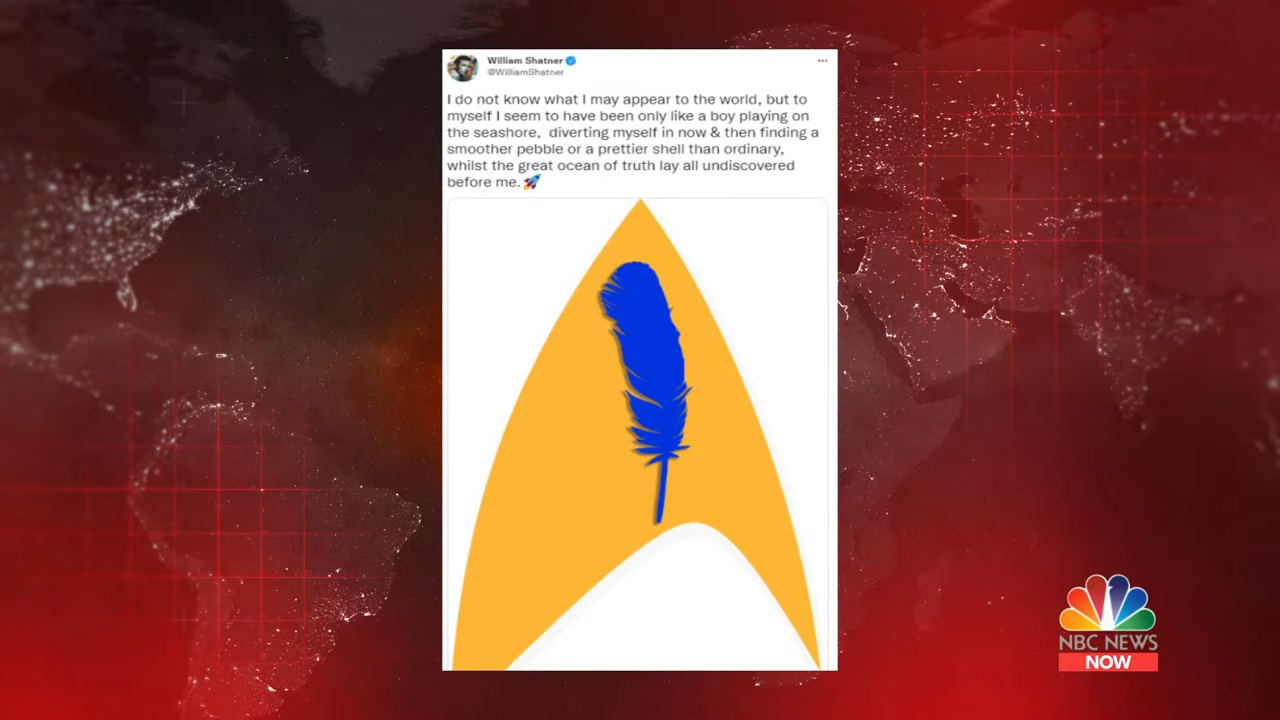 William Shatner
@WilliamShatner
I do not know what I may appear to the world, but to
myself I seem to have been only like a boy playing on
the seashore, diverting myself in now & then finding a
smoother pebble or a prettier shell than ordinary,
whilst the great ocean of truth lay all undiscovered
before me.🚀
NBC NEWS
NOW